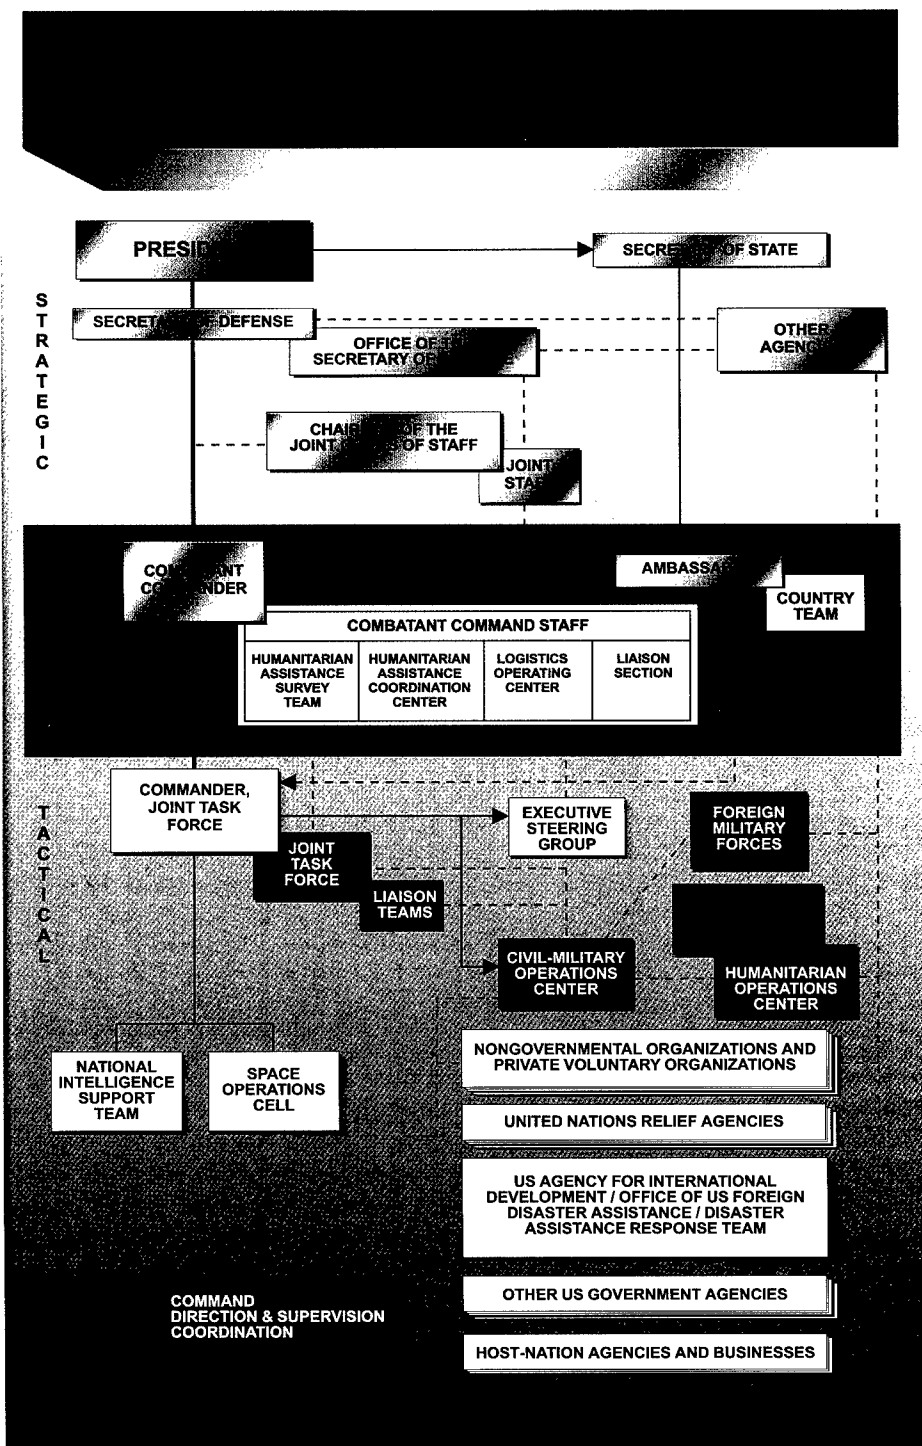 PRESID
SECRE OF STATE
STRATEGIC
SECRETA DEFENSE
OTHER
AGENC
OFFICE OF T
SECRETARY OF
CHAIR OF THE
JOINT OF STAFF
JOINT
STA
CO ANT
CO NDER
AMBASSA
COUNTRY
TEAM
COMBATANT COMMAND STAFF
HUMANITARIAN
ASSISTANCE
SURVEY
TEAM
HUMANITARIAN
ASSISTANCE
COORDINATION
CENTER
LOGISTICS
OPERATING
CENTER
LIAISON
SECTION
TACTICAL
COMMANDER,
JOINT TASK
FORCE
EXECUTIVE
STEERING
GROUP
FOREIGN
MILITARY
FORCES
JOINT
TASK
FORCE
LIAISON
TEAMS
CIVIL-MILITARY
OPERATIONS
CENTER
HUMANITARIAN
OPERATIONS
CENTER
NATIONAL
INTELLIGENCE
SUPPORT
TEAM
SPACE
OPERATIONS
CELL
NONGOVERNMENTAL ORGANIZATIONS AND
PRIVATE VOLUNTARY ORGANIZATIONS
UNITED NATIONS RELIEF AGENCIES
US AGENCY FOR INTERNATIONAL
DEVELOPMENT / OFFICE OF US FOREIGN
DISASTER ASSISTANCE / DISASTER
ASSISTANCE RESPONSE TEAM
OTHER US GOVERNMENT AGENCIES
HOST-NATION AGENCIES AND BUSINESSES
COMMAND
DIRECTION & SUPERVISION
COORDINATION